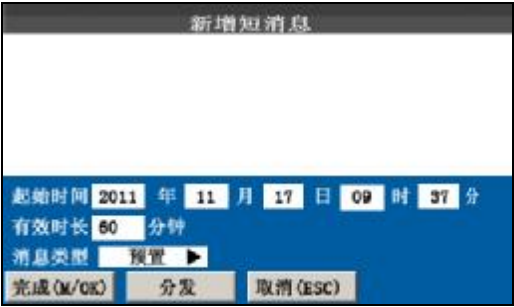 新增短消息
起始时间 2011 年 11 月 17 日 09 时 37 分
有效时长 60 分钟
消息类型 预置 ▶
完成(M/OK) 分发 取消(ESC)